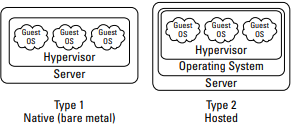 Guest
OS
Guest
OS
Guest
OS
Hypervisor
Server
Type 1
Native (bare metal)
Guest
OS
Guest
OS
Guest
OS
Hypervisor
Operating System
Server
Type 2
Hosted